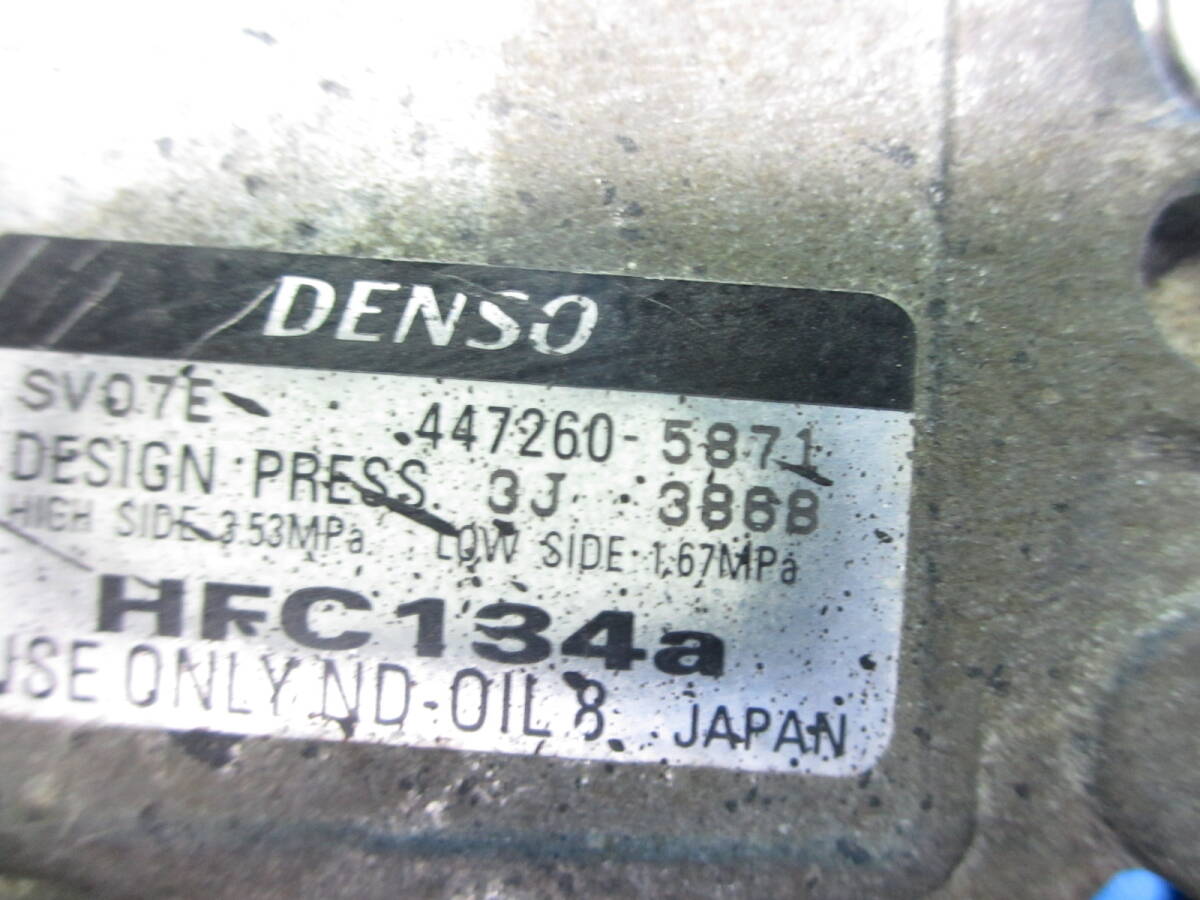 DENSO
SV07E 447260-5871
DESIGN PRESS 3J 3868
HIGH SIDE 3.53MPa LOW SIDE 1.67MPa
HFC134a
USE ONLY ND-OIL 8 JAPAN